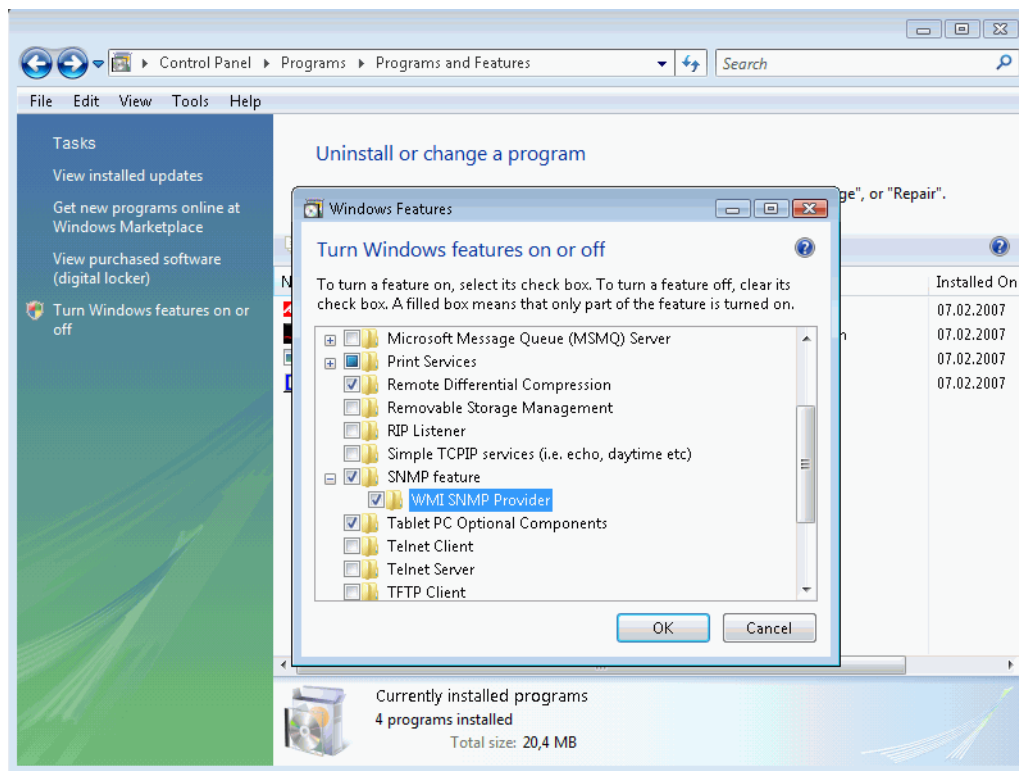 Control Panel Programs Programs and Features Search
File Edit View Tools Help
Tasks
View installed updates
Get new programs online at
Windows Marketplace
View purchased software
(digital locker)
Turn Windows features on or
off
Uninstall or change a program
ge", or "Repair".
Installed On
07.02.2007
07.02.2007
07.02.2007
07.02.2007
Windows Features
Turn Windows features on or off
To turn a feature on, select its check box. To turn a feature off, clear its
check box. A filled box means that only part of the feature is turned on.
Microsoft Message Queue (MSMQ) Server
Print Services
Remote Differential Compression
Removable Storage Management
RIP Listener
Simple TCPIP services (i.e. echo, daytime etc)
SNMP feature
WMI SNMP Provider
Tablet PC Optional Components
Telnet Client
Telnet Server
TFTP Client
OK Cancel
Currently installed programs
4 programs installed
Total size: 20,4 MB